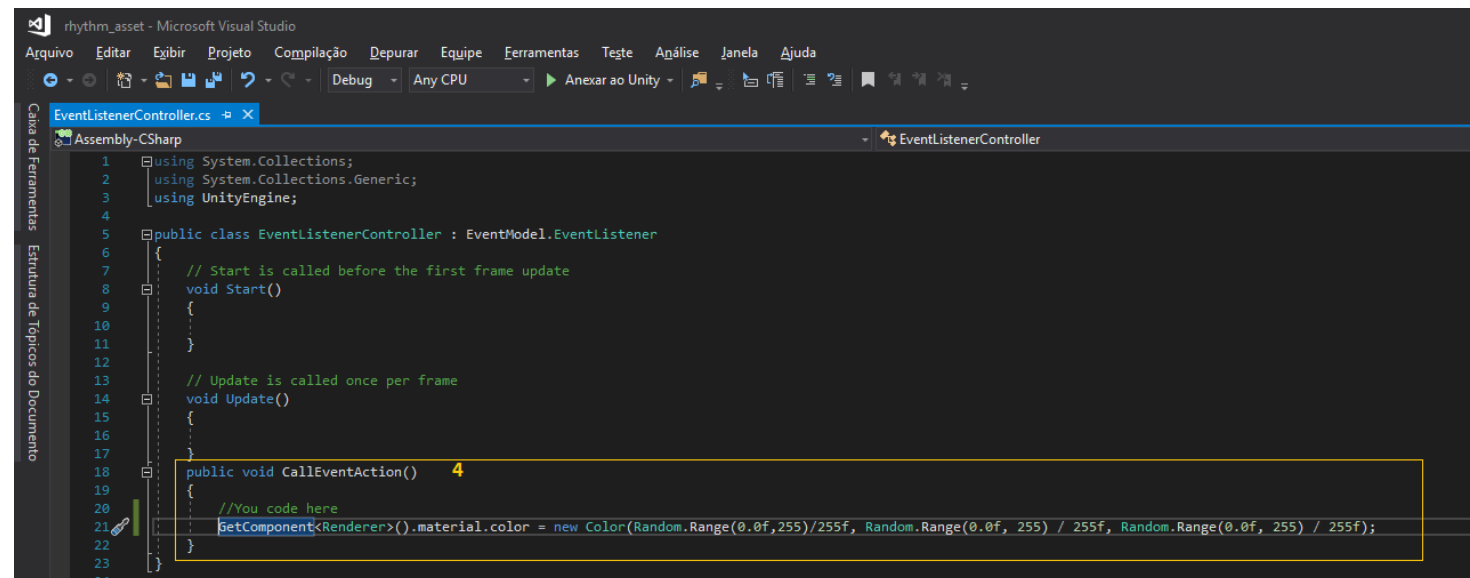 rhythm_asset - Microsoft Visual Studio
Arquivo Editar Exibir Projeto Compilação Depurar Equipe Ferramentas Teste Análise Janela Ajuda
Debug Any CPU Anexar ao Unity
Caixa de Ferramentas
Estrutura de Tópicos do Documento
EventListenerController.cs
Assembly-CSharp EventListenerController
1 using System.Collections;
2 using System.Collections.Generic;
3 using UnityEngine;
4
5 public class EventListenerController : EventModel.EventListener
6 {
7 // Start is called before the first frame update
8 void Start()
9 {
10
11 }
12
13 // Update is called once per frame
14 void Update()
15 {
16
17 }
18 public void CallEventAction() 4
19 {
20 //You code here
21 GetComponent<Renderer>().material.color = new Color(Random.Range(0.0f,255)/255f, Random.Range(0.0f, 255) / 255f, Random.Range(0.0f, 255) / 255f);
22 }
23 }